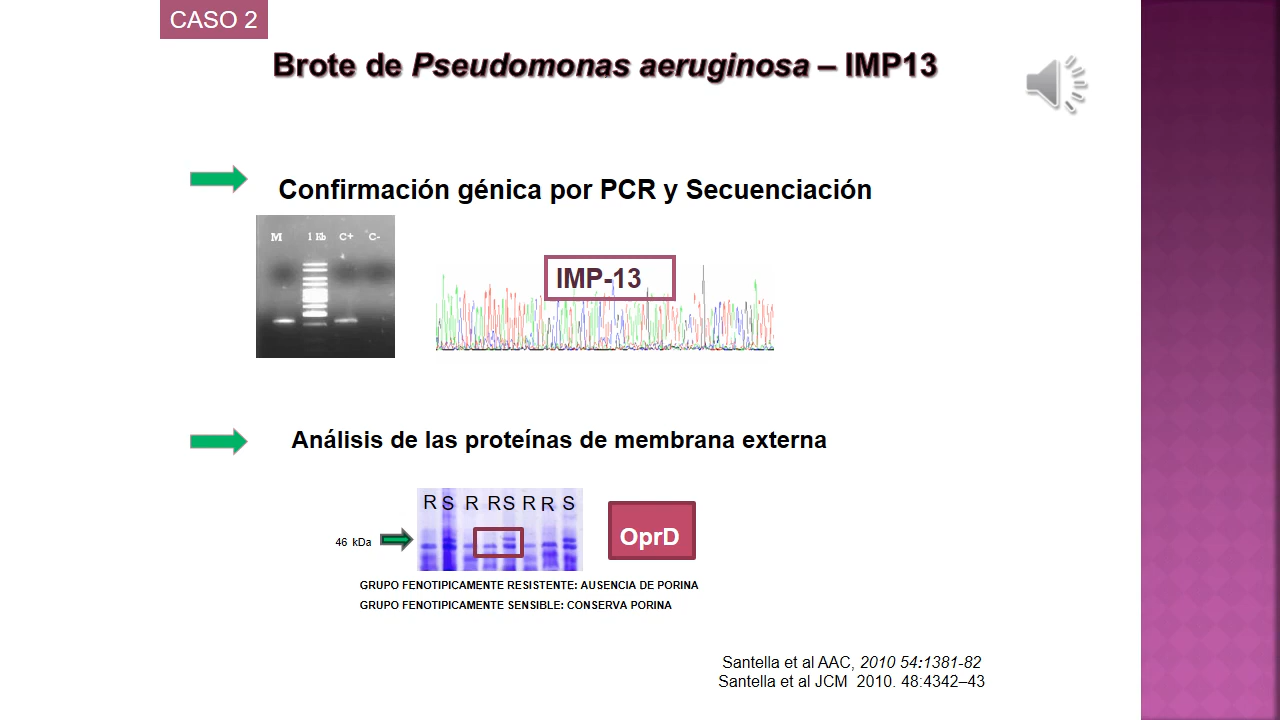 CASO 2
Brote de Pseudomonas aeruginosa – IMP13
Confirmación génica por PCR y Secuenciación
M 1 Kb C+ C-
IMP-13
Análisis de las proteínas de membrana externa
R S R R S R R S
46 kDa
OprD
GRUPO FENOTIPICAMENTE RESISTENTE: AUSENCIA DE PORINA
GRUPO FENOTIPICAMENTE SENSIBLE: CONSERVA PORINA
Santella et al AAC, 2010 54:1381-82
Santella et al JCM 2010. 48:4342–43